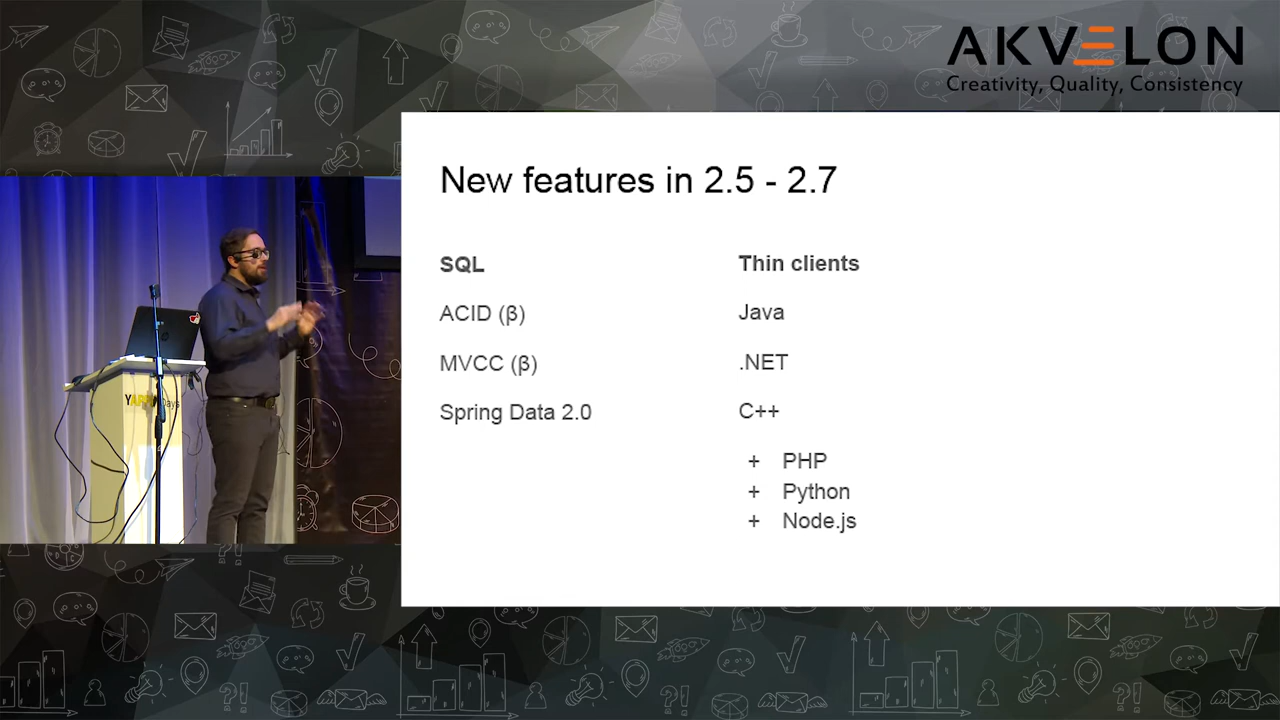 AKVELON
Creativity, Quality, Consistency
New features in 2.5 - 2.7
SQL
ACID (β)
MVCC (β)
Spring Data 2.0
Thin clients
Java
.NET
C++
+ PHP
+ Python
+ Node.js
Days